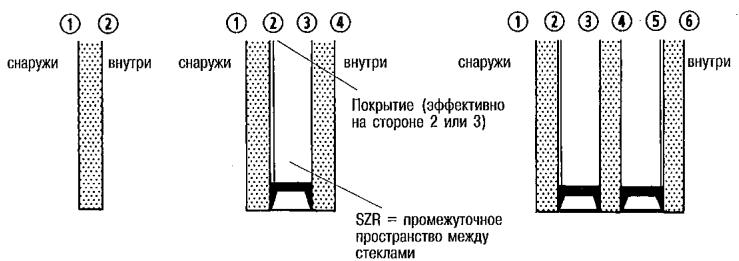 ① ② ① ② ③ ④ ① ② ③ ④ ⑤ ⑥
снаружи внутри снаружи внутри снаружи внутри
Покрытие (эффективно
на стороне 2 или 3)
SZR = промежуточное
пространство между
стеклами